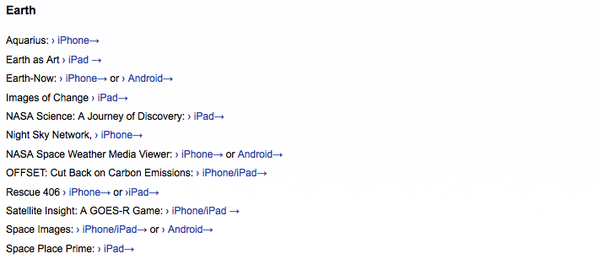 Earth
Aquarius: › iPhone→
Earth as Art › iPad →
Earth-Now: › iPhone→ or › Android→
Images of Change › iPad→
NASA Science: A Journey of Discovery: › iPad→
Night Sky Network, › iPhone→
NASA Space Weather Media Viewer: › iPhone→ or Android→
OFFSET: Cut Back on Carbon Emissions: › iPhone/iPad→
Rescue 406 › iPhone→ or ›iPad→
Satellite Insight: A GOES-R Game: › iPhone/iPad →
Space Images: › iPhone/iPad→ or › Android→
Space Place Prime: › iPad→